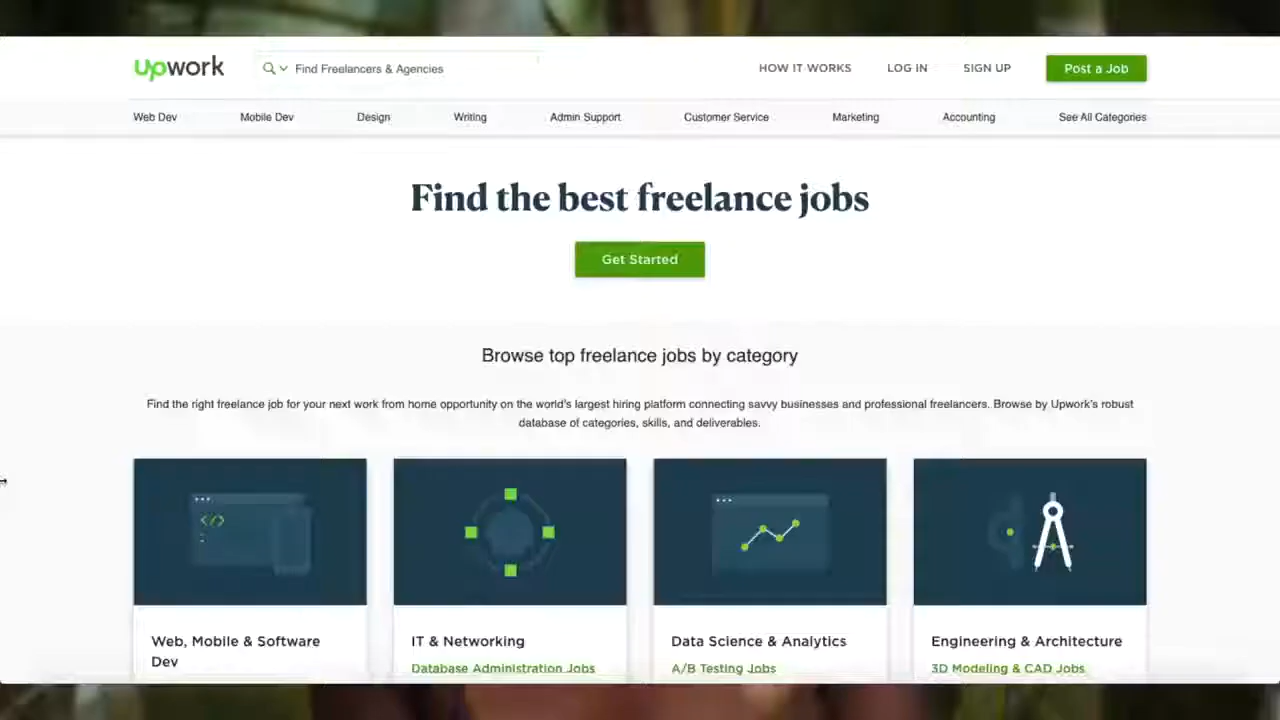 upwork
Find Freelancers & Agencies
HOW IT WORKS
LOG IN
SIGN UP
Post a Job
Web Dev
Mobile Dev
Design
Writing
Admin Support
Customer Service
Marketing
Accounting
See All Categories
Find the best freelance jobs
Get Started
Browse top freelance jobs by category
Find the right freelance job for your next work from home opportunity on the world's largest hiring platform connecting savvy businesses and professional freelancers. Browse by Upwork's robust
database of categories, skills, and deliverables.
</>
Web, Mobile & Software
Dev
IT & Networking
Database Administration Jobs
Data Science & Analytics
A/B Testing Jobs
Engineering & Architecture
3D Modeling & CAD Jobs